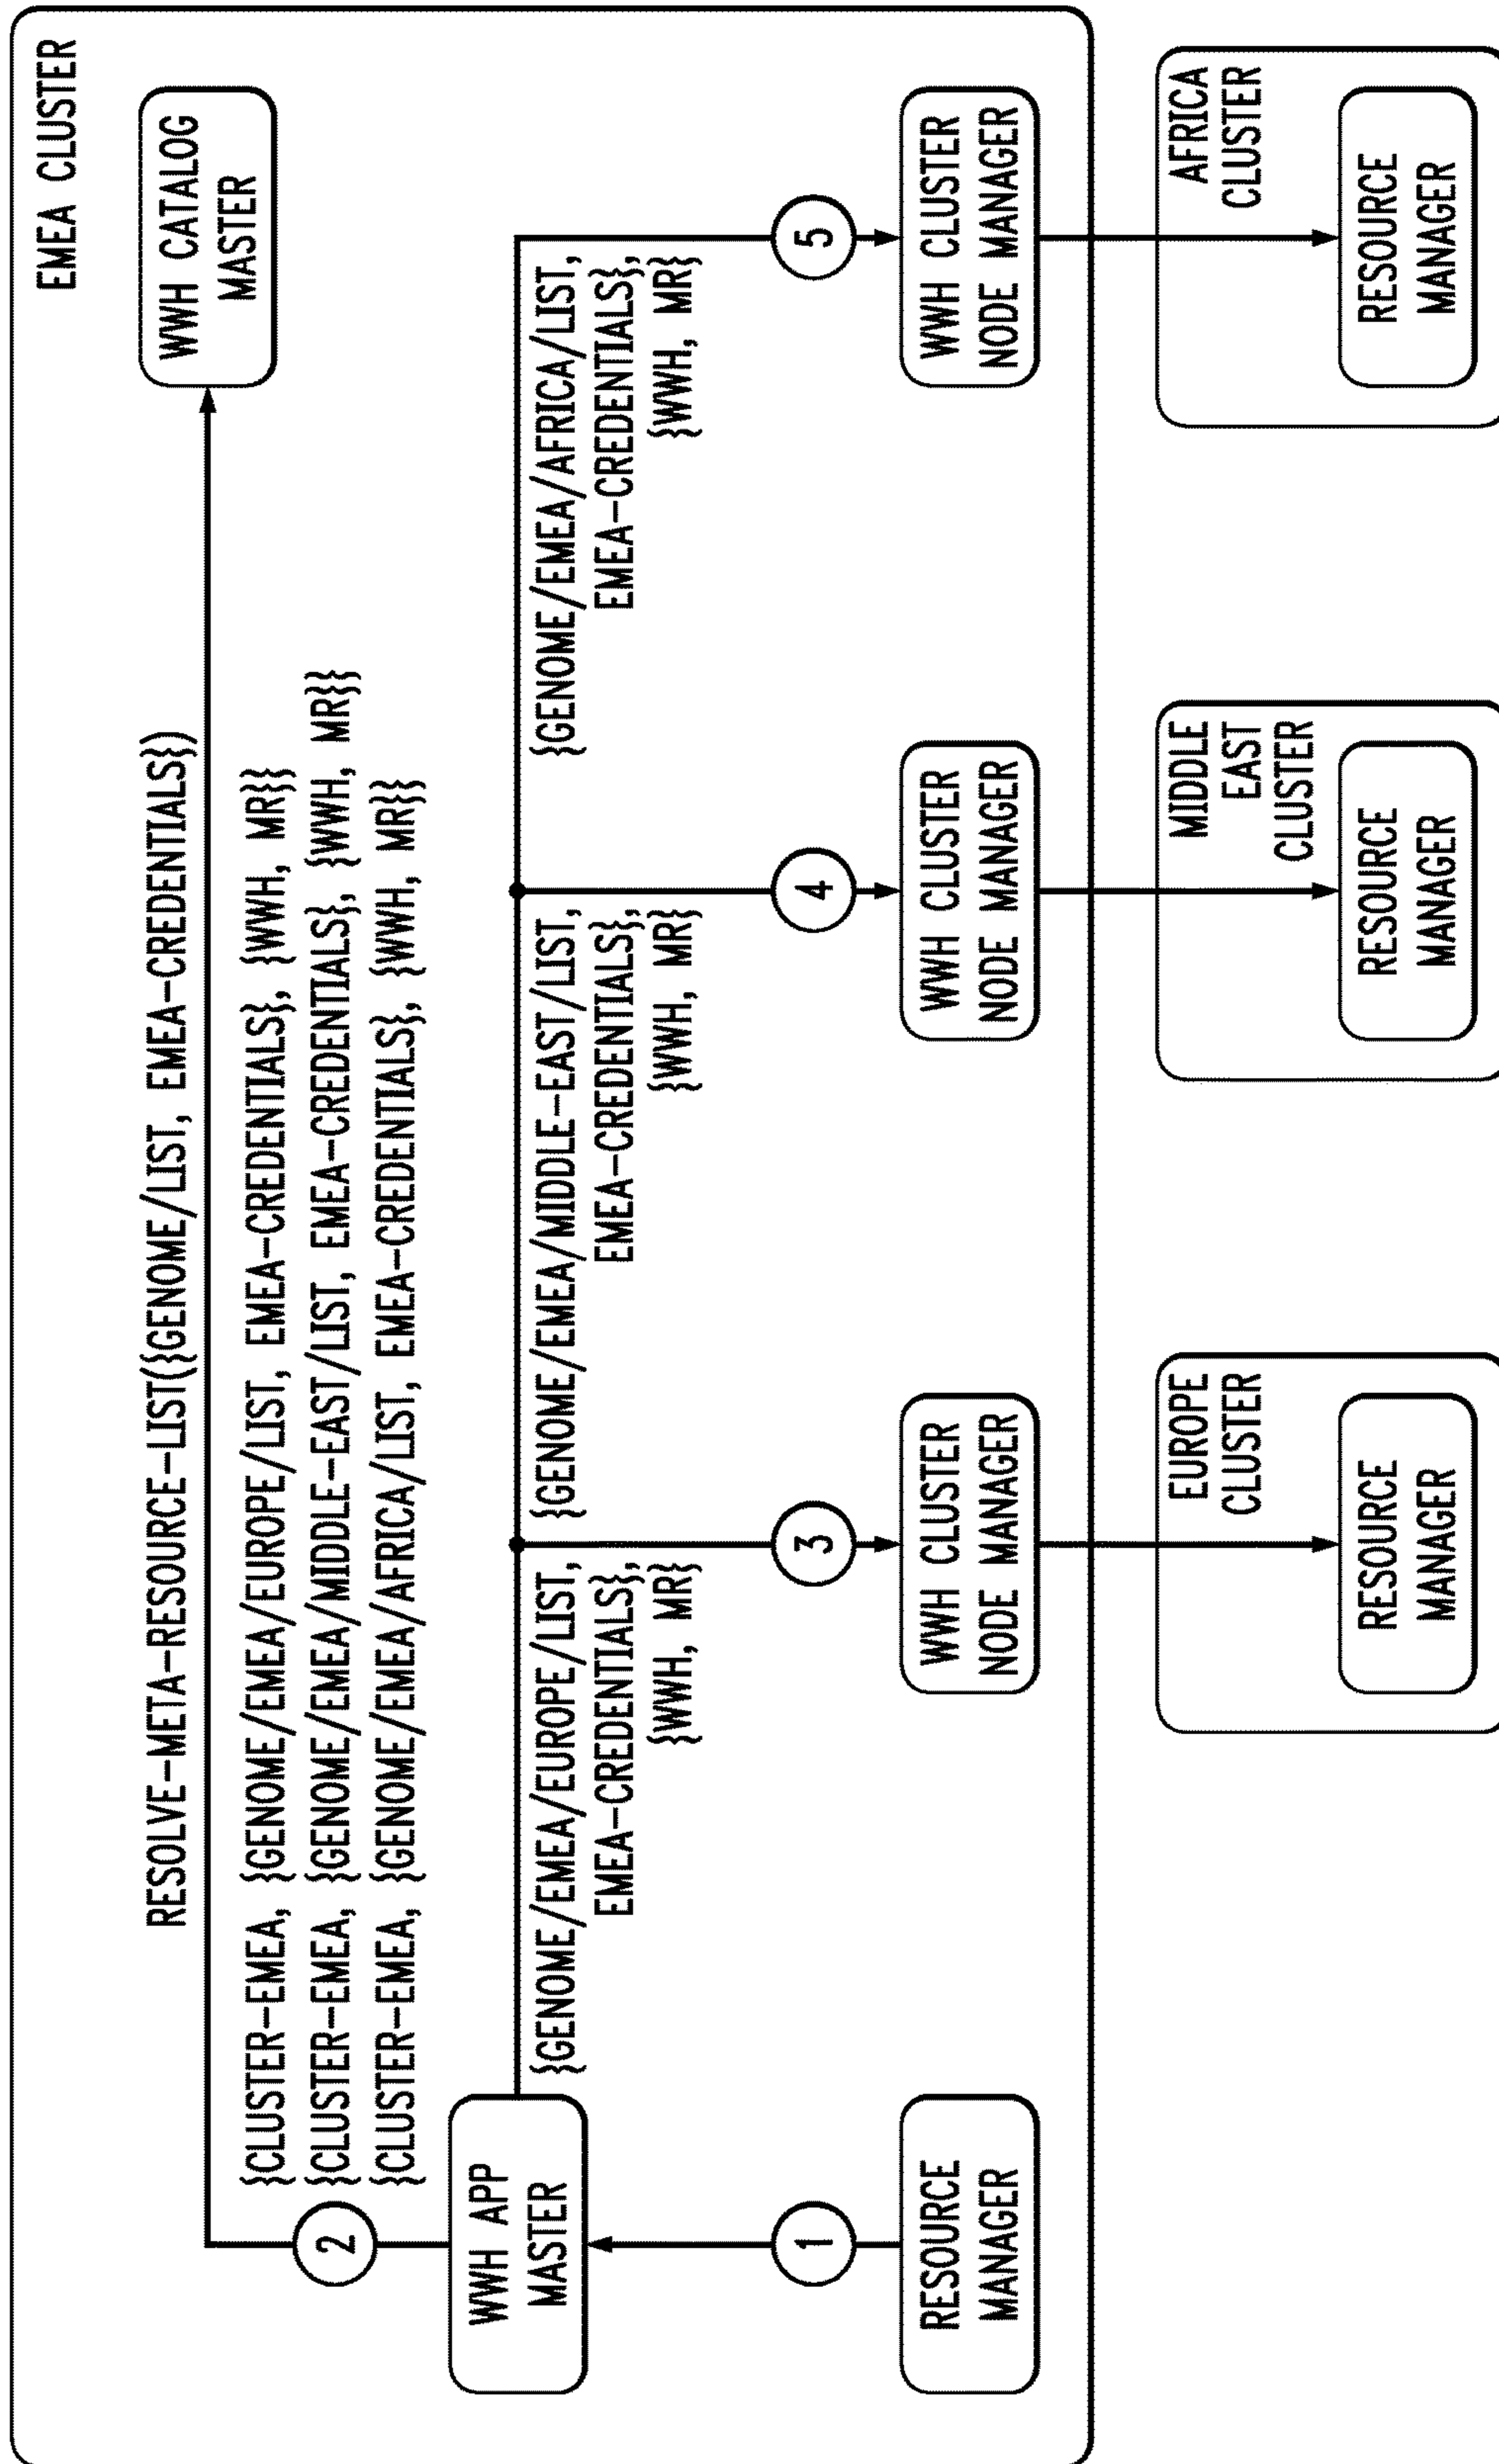 EMEA CLUSTER
WWH CATALOG
MASTER
RESOLVE-META-RESOURCE-LIST({GENOME/LIST, EMEA-CREDENTIALS})
{CLUSTER-EMEA, {GENOME/EMEA/EUROPE/LIST, EMEA-CREDENTIALS}, {WWH, MR}}
{CLUSTER-EMEA, {GENOME/EMEA/MIDDLE-EAST/LIST, EMEA-CREDENTIALS}, {WWH, MR}}
{CLUSTER-EMEA, {GENOME/EMEA/AFRICA/LIST, EMEA-CREDENTIALS}, {WWH, MR}}
2
WWH APP
MASTER
{GENOME/EMEA/EUROPE/LIST,
EMEA-CREDENTIALS},
{WWH, MR}
{GENOME/EMEA/MIDDLE-EAST/LIST,
EMEA-CREDENTIALS},
{WWH, MR}
{GENOME/EMEA/AFRICA/LIST,
EMEA-CREDENTIALS},
{WWH, MR}
1
3
4
5
RESOURCE
MANAGER
WWH CLUSTER
NODE MANAGER
WWH CLUSTER
NODE MANAGER
WWH CLUSTER
NODE MANAGER
EUROPE
CLUSTER
RESOURCE
MANAGER
MIDDLE
EAST
CLUSTER
RESOURCE
MANAGER
AFRICA
CLUSTER
RESOURCE
MANAGER